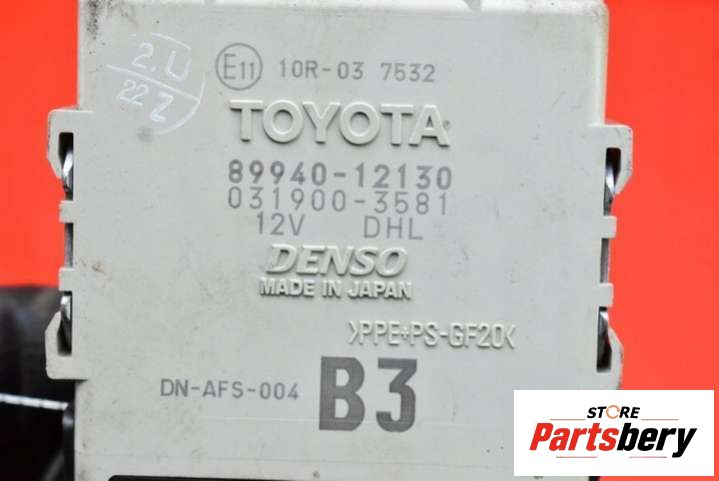 2.U
22Z
E11 10R-03 7532
TOYOTA
89940-12130
031900-3581
12V DHL
DENSO
MADE IN JAPAN
>PPE+PS-GF20<
DN-AFS-004 B3
STORE
Partsbery